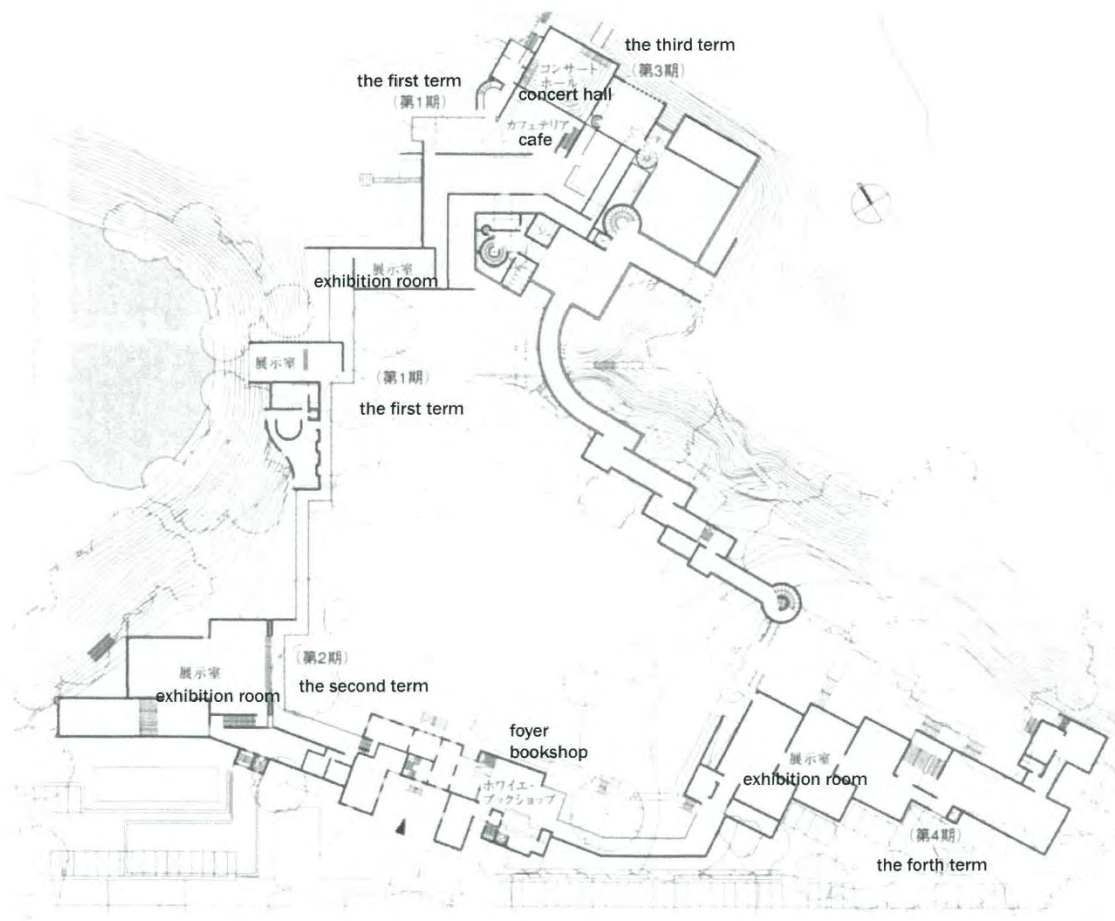 the third term
(第3期)
the first term
(第1期)
コンサート
ホール
concert hall
カフェテリア
cafe
展示室
exhibition room
展示室
(第1期)
the first term
(第2期)
the second term
展示室
exhibition room
foyer
bookshop
ホワイエ・
ブックショップ
展示室
exhibition room
(第4期)
the forth term